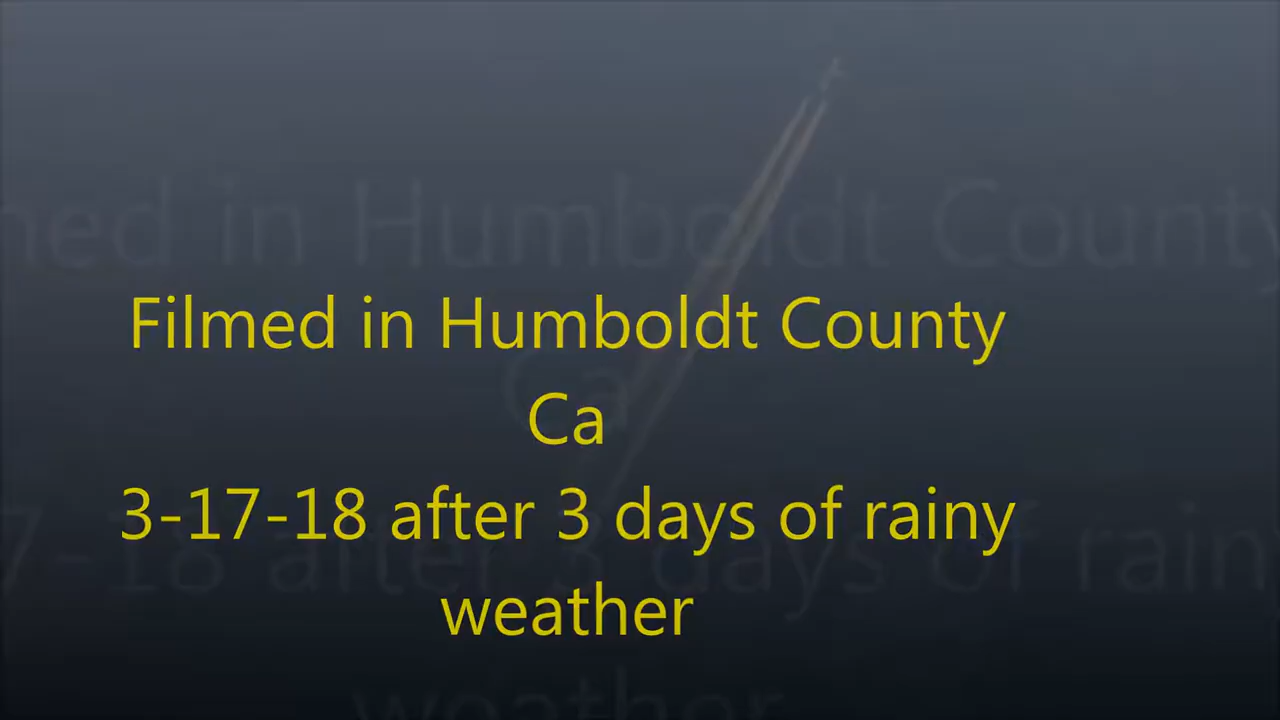 Filmed in Humboldt County
Ca
3-17-18 after 3 days of rainy
weather